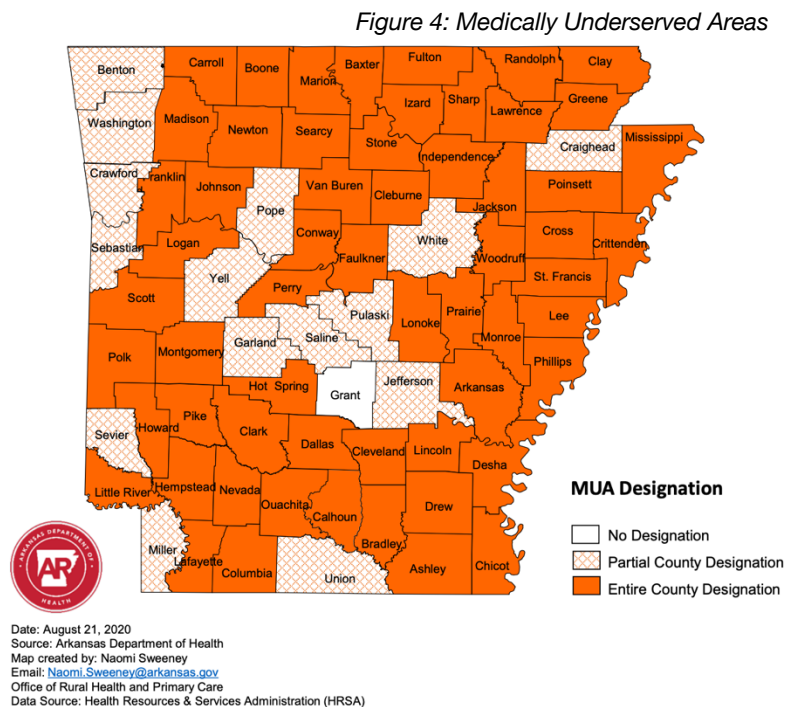 Figure 4: Medically Underserved Areas
Benton
Carroll
Boone
Marion
Baxter
Fulton
Randolph
Clay
Washington
Madison
Newton
Searcy
Stone
Izard
Sharp
Lawrence
Greene
Independence
Craighead
Mississippi
Crawford
Franklin
Johnson
Pope
Van Buren
Cleburne
Jackson
Poinsett
Sebastian
Logan
Conway
Faulkner
White
Woodruff
Cross
Crittenden
Yell
Scott
Perry
Pulaski
Saline
Garland
Lonoke
Prairie
Monroe
St. Francis
Lee
Phillips
Polk
Montgomery
Hot Spring
Grant
Jefferson
Arkansas
Sevier
Howard
Pike
Clark
Dallas
Cleveland
Lincoln
Desha
Little River
Hempstead
Nevada
Ouachita
Calhoun
Bradley
Drew
Miller
Lafayette
Columbia
Union
Ashley
Chicot
MUA Designation
No Designation
Partial County Designation
Entire County Designation
ARKANSAS DEPARTMENT OF
AR
HEALTH
Date: August 21, 2020
Source: Arkansas Department of Health
Map created by: Naomi Sweeney
Email: Naomi.Sweeney@arkansas.gov
Office of Rural Health and Primary Care
Data Source: Health Resources & Services Administration (HRSA)